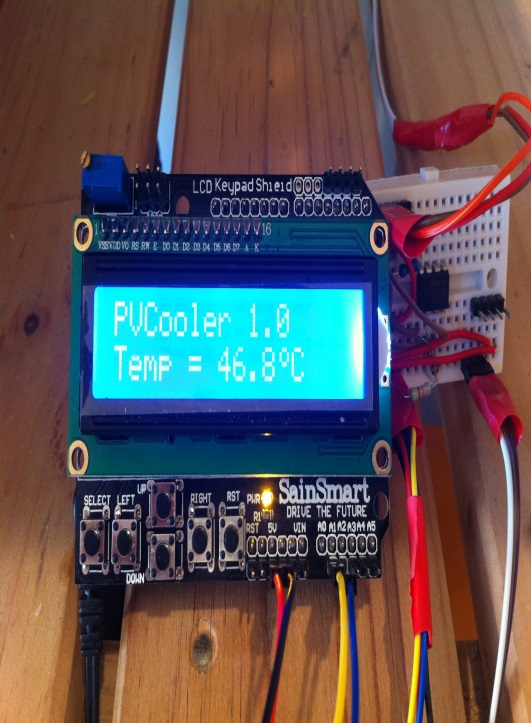 LCD Keypad Shield
1 16
VSS VDD VO RS RW E D0 D1 D2 D3 D4 D5 D6 D7 A K
PVCooler 1.0
Temp = 46.8°C
SELECT LEFT UP RIGHT RST PWR SainSmart
DRIVE THE FUTURE
R1
RST 5V VIN A0 A1 A2 A3 A4 A5
DOWN